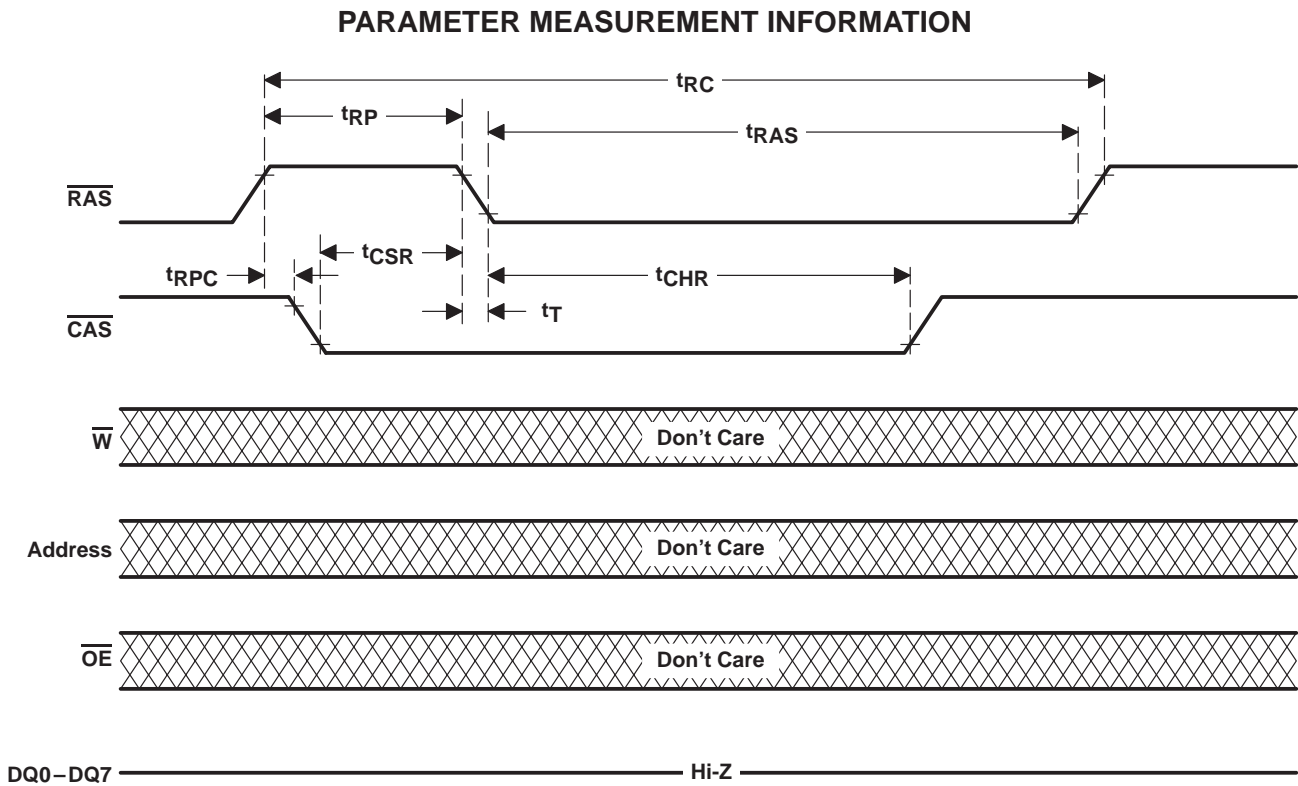 PARAMETER MEASUREMENT INFORMATION
tRC
tRP
tRAS
RAS
tCSR
tRPC
tCHR
tT
CAS
W
Don't Care
Address
Don't Care
OE
Don't Care
DQ0–DQ7
Hi-Z